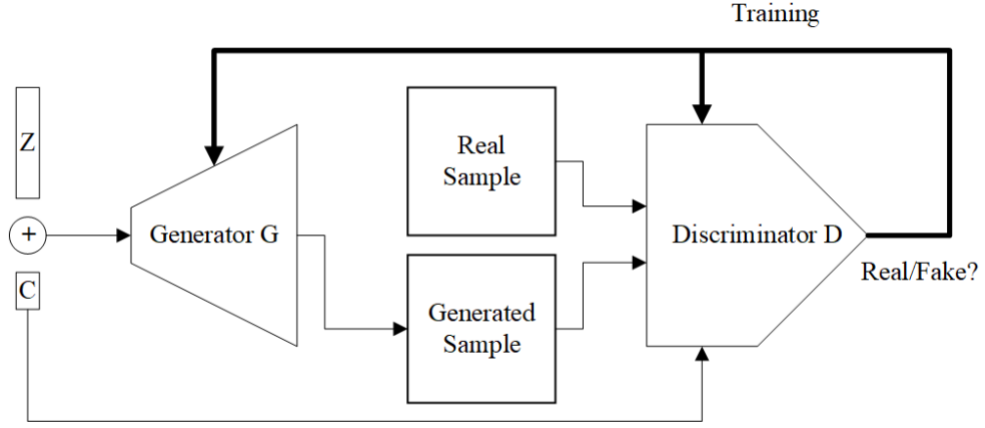 Training
Z
+
C
Generator G
Real
Sample
Generated
Sample
Discriminator D
Real/Fake?